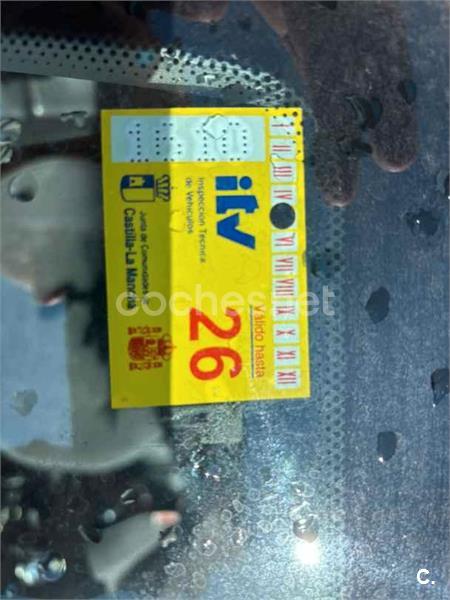 I II III IV VI VII VIII IX X XI XII
itv
Inspección Técnica
de Vehículos
Válido hasta
26
Junta de Comunidades de
Castilla-La Mancha
coches.net
C.